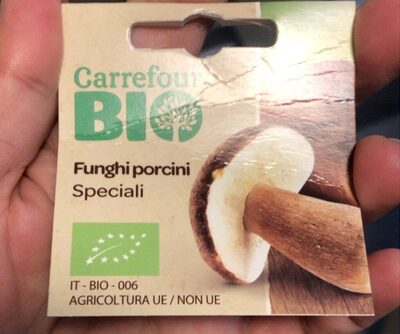 Carrefour
BIO
Funghi porcini
Speciali
IT - BIO - 006
AGRICOLTURA UE / NON UE